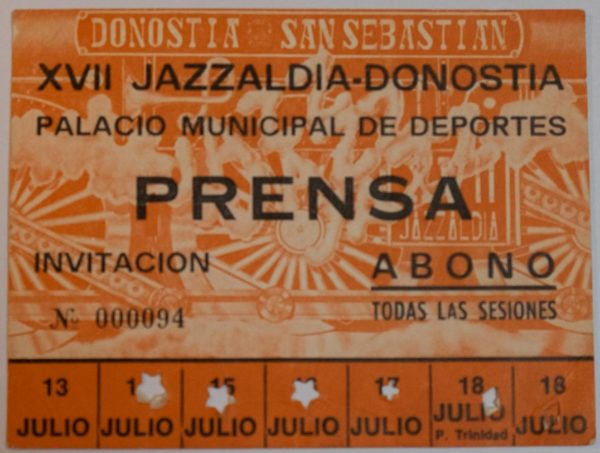 DONOSTIA SAN SEBASTIAN
XVII JAZZALDIA-DONOSTIA
PALACIO MUNICIPAL DE DEPORTES
PRENSA
JAZZALDIA
INVITACION
ABONO
Nº 000094
TODAS LAS SESIONES
13 15 17 18 18
JULIO JULIO JULIO JULIO JULIO JULIO JULIO
P. Trinidad